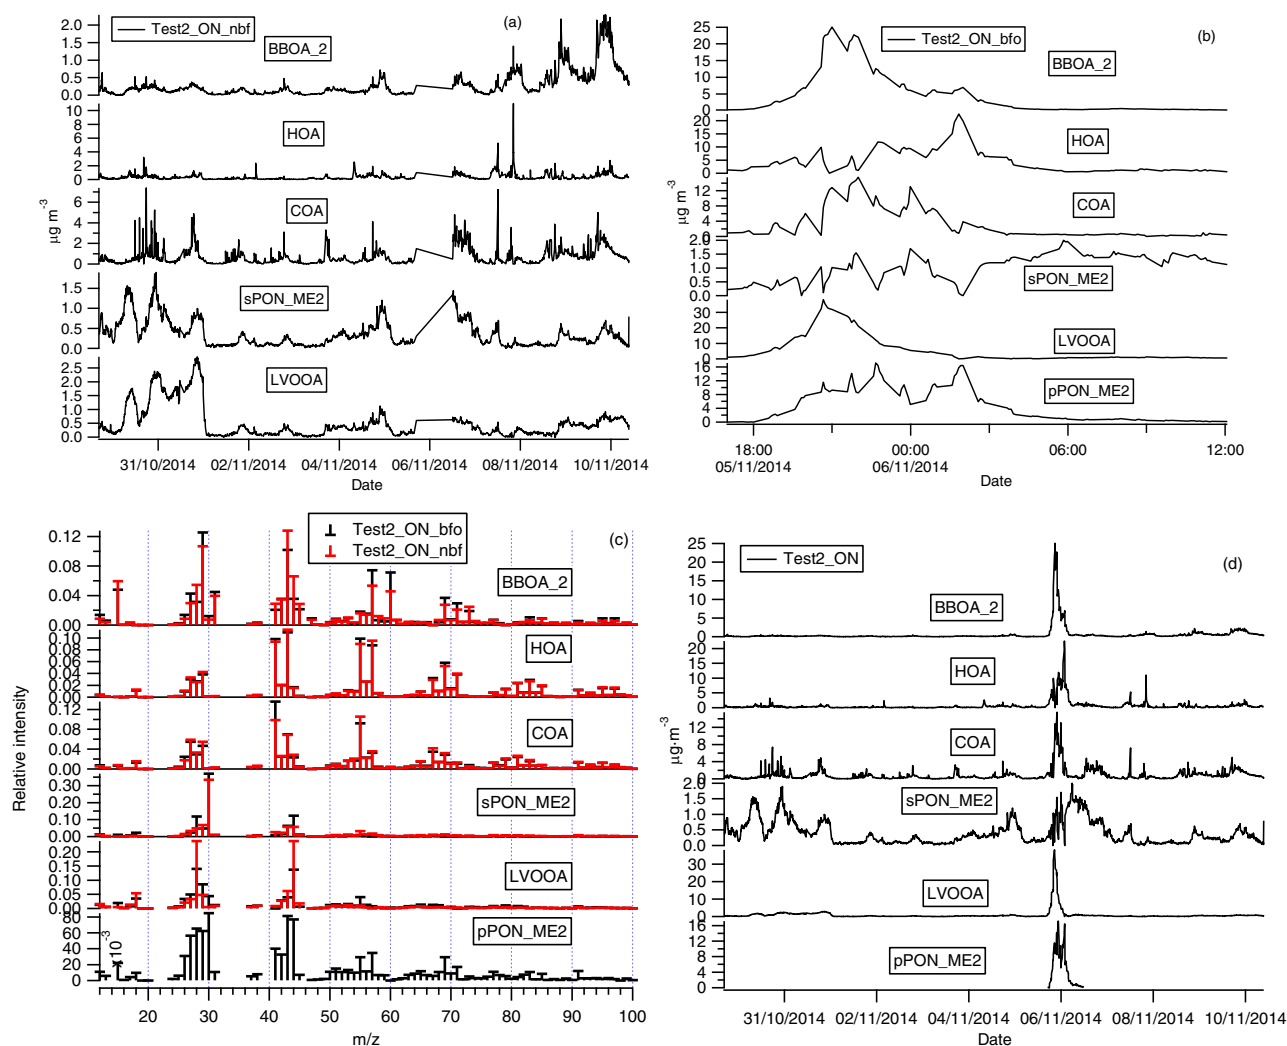 (a)
Test2_ON_nbf
BBOA_2
2.0
1.5
1.0
0.5
0.0
HOA
10
8
6
4
2
0
COA
6
4
2
0
µg m-3
sPON_ME2
1.5
1.0
0.5
0.0
LVOOA
2.5
2.0
1.5
1.0
0.5
0.0
31/10/2014 02/11/2014 04/11/2014 06/11/2014 08/11/2014 10/11/2014
Date
(b)
Test2_ON_bfo
BBOA_2
25
20
15
10
5
0
HOA
20
15
10
5
0
COA
12
8
4
0
µg m-3
sPON_ME2
2.0
1.5
1.0
0.5
0.0
LVOOA
30
20
10
0
pPON_ME2
16
12
8
4
0
18:00 00:00 06:00 12:00
05/11/2014 06/11/2014
Date
(c)
Test2_ON_bfo
Test2_ON_nbf
BBOA_2
0.12
0.08
0.04
0.00
HOA
0.10
0.08
0.06
0.04
0.02
0.00
COA
0.12
0.08
0.04
0.00
Relative intensity
sPON_ME2
0.30
0.20
0.10
0.00
LVOOA
0.20
0.15
0.10
0.05
0.00
pPON_ME2
80
60
40
20
0
x10-3
20 30 40 50 60 70 80 90 100
m/z
(d)
Test2_ON
BBOA_2
25
20
15
10
5
0
HOA
20
15
10
5
0
COA
12
8
4
0
µg·m-3
sPON_ME2
2.0
1.5
1.0
0.5
0.0
LVOOA
30
20
10
0
pPON_ME2
16
12
8
4
0
31/10/2014 02/11/2014 04/11/2014 06/11/2014 08/11/2014 10/11/2014
Date